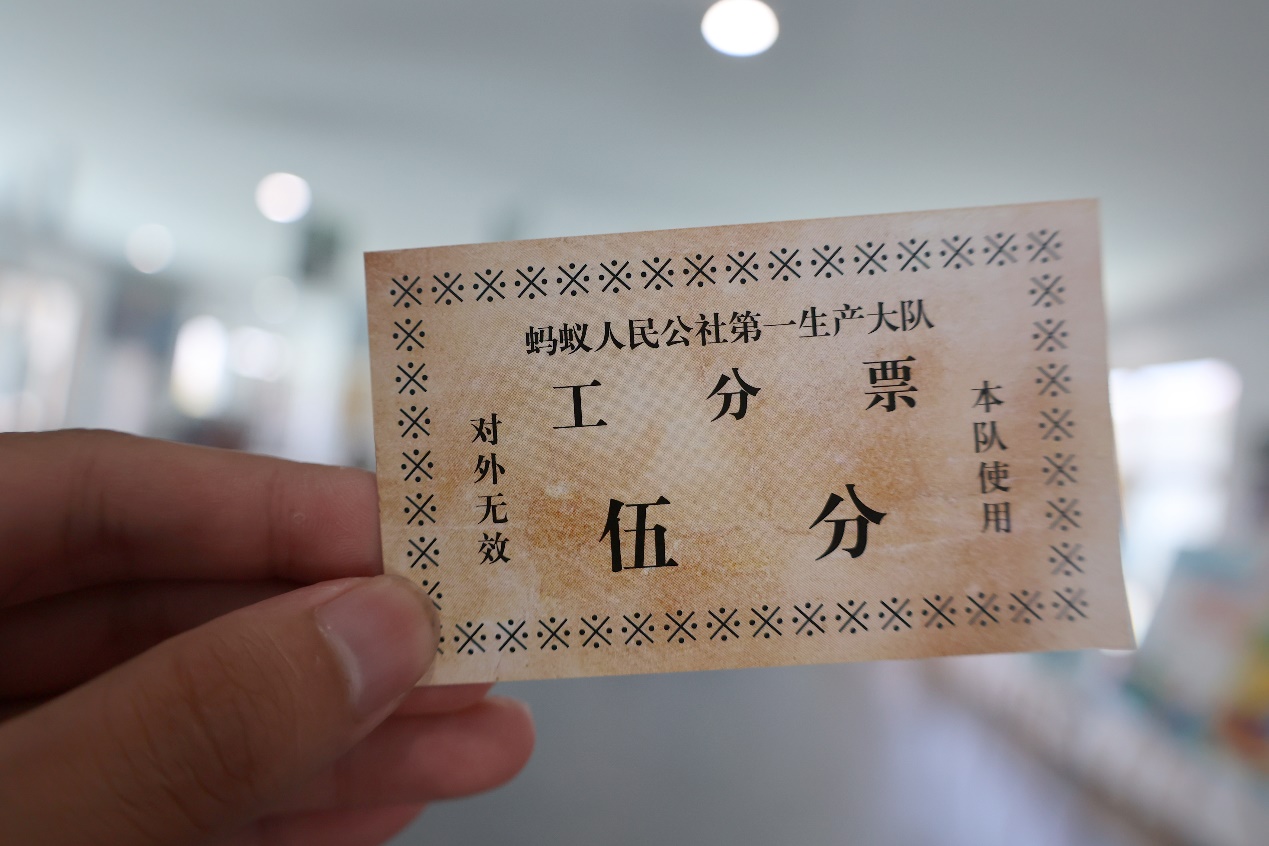 蚂蚁人民公社第一生产大队
工分票
对外无效
伍分
本队使用